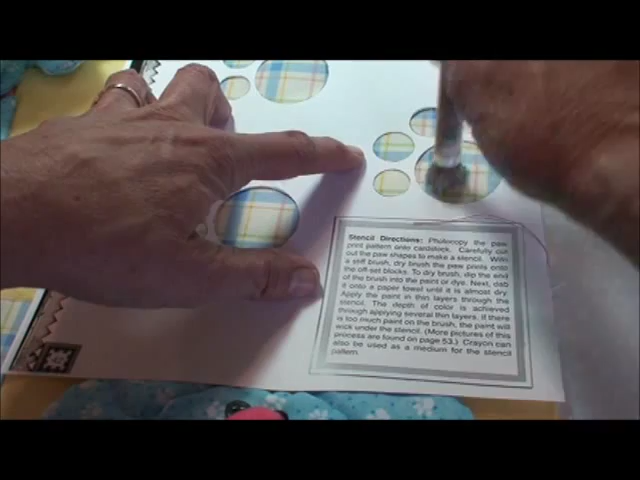 Stencil Directions: Photocopy the paw
print pattern onto cardstock. Carefully cut
out the paw shapes to make a stencil. With
a stiff brush, dry brush the paw prints onto
the off-set blocks. To dry brush, dip the end
of the brush into the paint or dye. Next, dab
it onto a paper towel until it is almost dry.
Apply the paint in thin layers through the
stencil. The depth of color is achieved
through applying several thin layers. If there
is too much paint on the brush, the paint will
wick under the stencil. (More pictures of this
process are found on page 53.) Crayon can
also be used as a medium for the stencil
pattern.